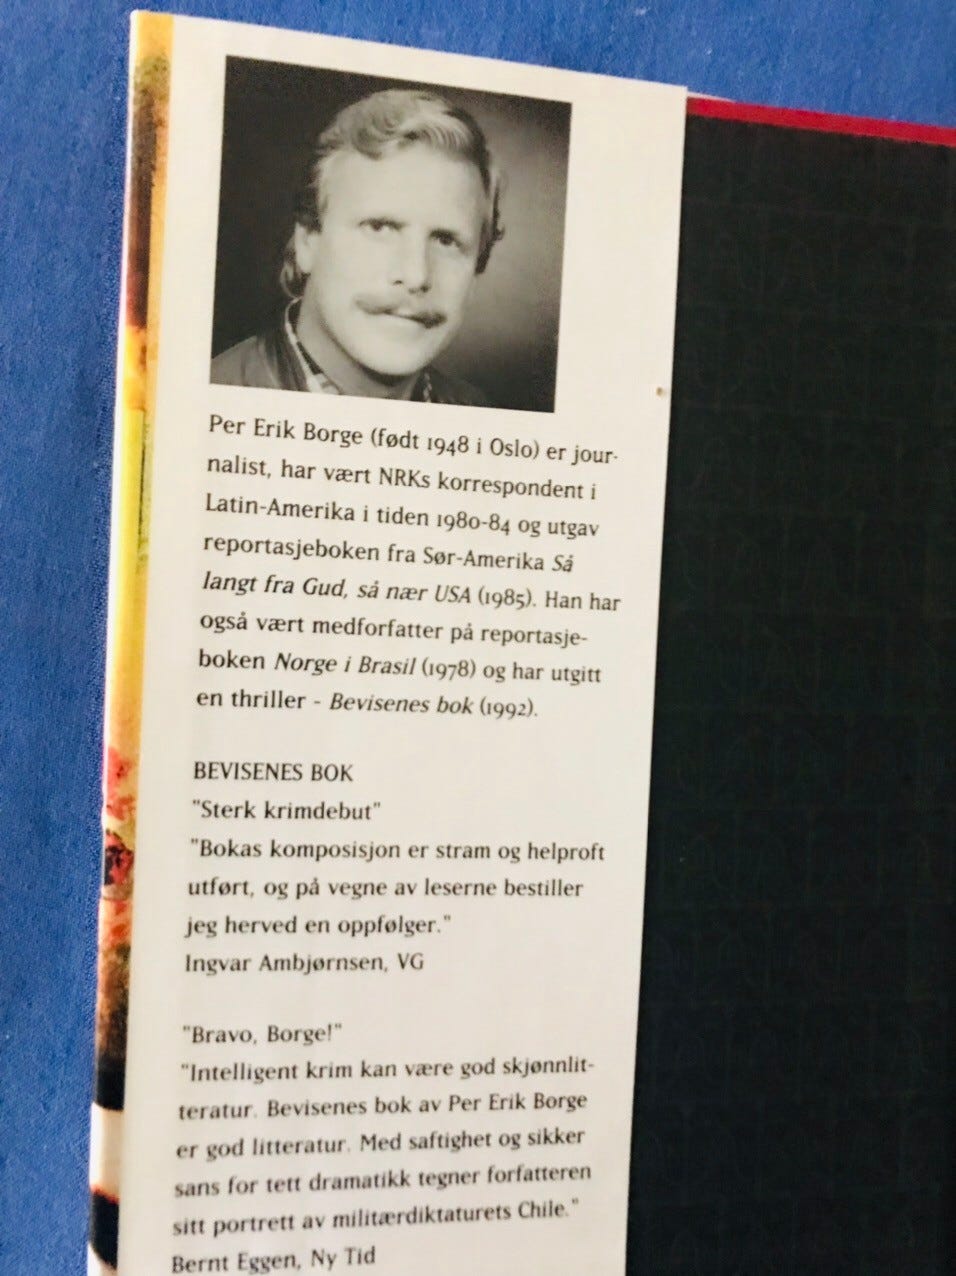 Per Erik Borge (født 1948 i Oslo) er jour-
nalist, har vært NRKs korrespondent i
Latin-Amerika i tiden 1980-84 og utgav
reportasjeboken fra Sør-Amerika Så
langt fra Gud, så nær USA (1985). Han har
også vært medforfatter på reportasje-
boken Norge i Brasil (1978) og har utgitt
en thriller - Bevisenes bok (1992).
BEVISENES BOK
"Sterk krimdebut"
"Bokas komposisjon er stram og helproft
utført, og på vegne av leserne bestiller
jeg herved en oppfølger."
Ingvar Ambjørnsen, VG
"Bravo, Borge!"
"Intelligent krim kan være god skjønnlit-
teratur. Bevisenes bok av Per Erik Borge
er god litteratur. Med saftighet og sikker
sans for tett dramatikk tegner forfatteren
sitt portrett av militærdiktaturets Chile."
Bernt Eggen, Ny Tid